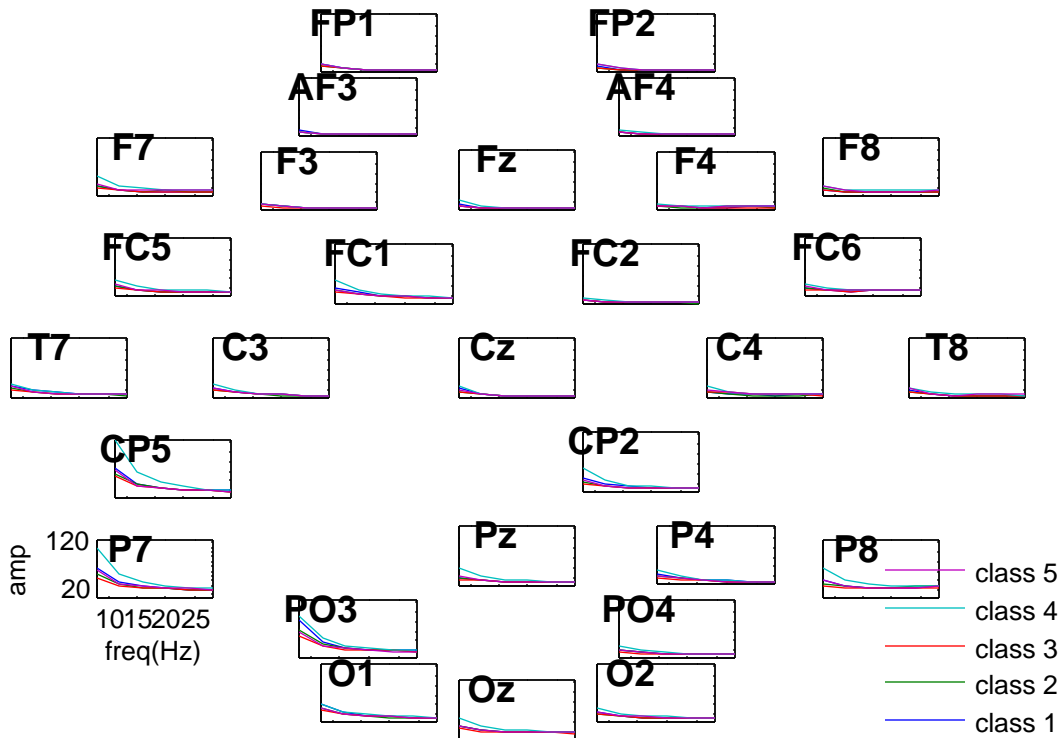 FP1 FP2
AF3 AF4
F7 F3 Fz F4 F8
FC5 FC1 FC2 FC6
T7 C3 Cz C4 T8
CP5 CP2
P7 Pz P4 P8
120
amp
20
10152025
freq(Hz)
PO3 PO4
O1 Oz O2
class 5
class 4
class 3
class 2
class 1